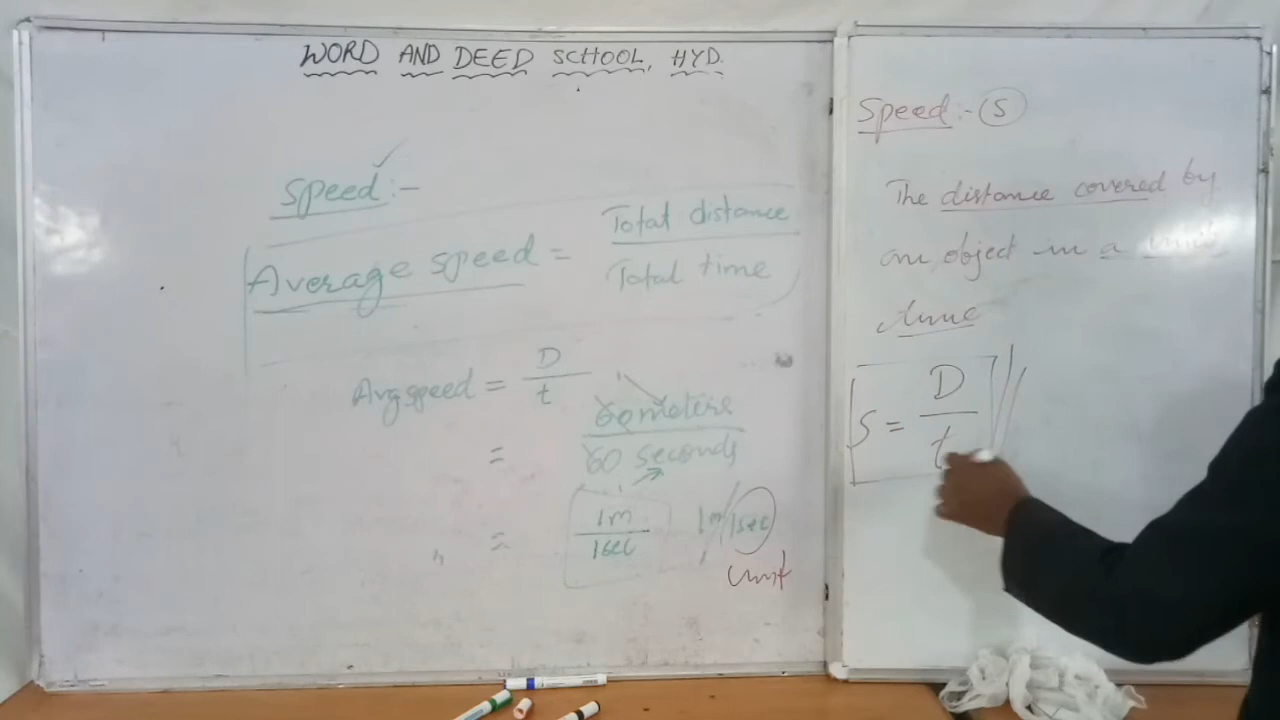 WORD AND DEED SCHOOL, HYD.
Speed:-
Average speed = Total distance
Total time
Avg speed = D
t
= 60 meters
60 seconds
= 1m
1sec
1m/1sec
unit
Speed:- S
The distance covered by
an object in a unit
time
S = D
t